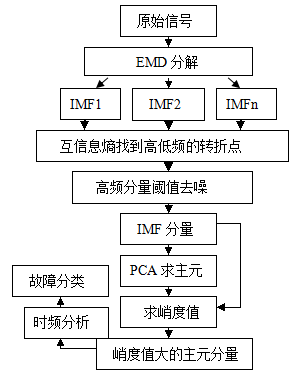 原始信号
EMD 分解
IMF1 IMF2 IMFn
互信息熵找到高低频的转折点
高频分量阈值去噪
IMF 分量
PCA 求主元
故障分类
求峭度值
时频分析
峭度值大的主元分量